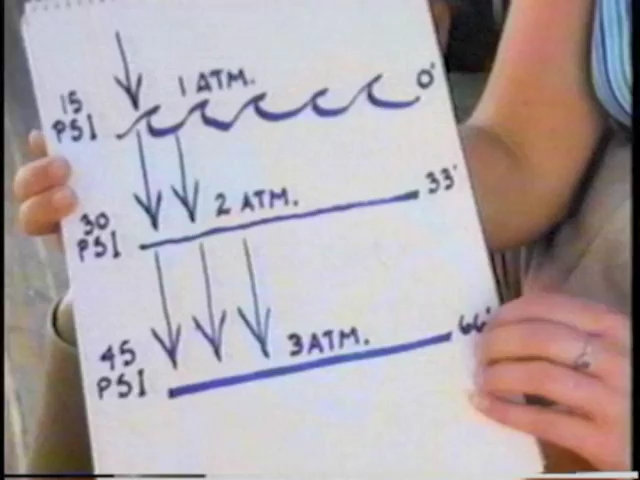 1 ATM. 0'
15
PSI
2 ATM. 33'
30
PSI
3 ATM. 66'
45
PSI